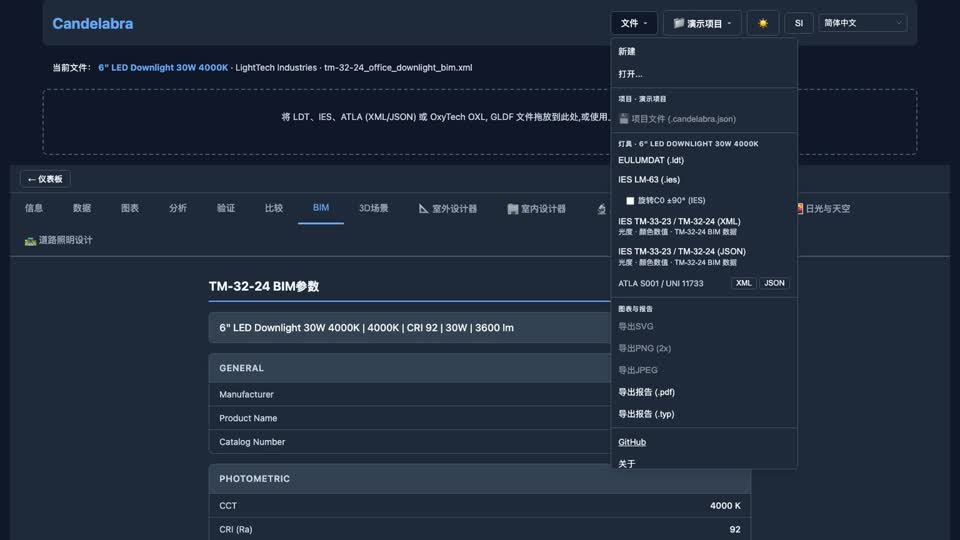 Candelabra
文件
演示项目
SI
简体中文
当前文件: 6" LED Downlight 30W 4000K · LightTech Industries · tm-32-24_office_downlight_bim.xml
将 LDT、IES、ATLA (XML/JSON) 或 OxyTech OXL, GLDF 文件拖放到此处,或使用
新建
打开...
项目 · 演示项目
项目文件 (.candelabra.json)
灯具 · 6" LED DOWNLIGHT 30W 4000K
EULUMDAT (.ldt)
IES LM-63 (.ies)
旋转C0 ±90° (IES)
IES TM-33-23 / TM-32-24 (XML)
光度 · 颜色数值 · TM-32-24 BIM 数据
IES TM-33-23 / TM-32-24 (JSON)
光度 · 颜色数值 · TM-32-24 BIM 数据
ATLA S001 / UNI 11733 XML JSON
图表与报告
导出SVG
导出PNG (2x)
导出JPEG
导出报告 (.pdf)
导出报告 (.typ)
GitHub
关于
← 仪表板
信息 数据 图表 分析 验证 比较 BIM 3D场景 室外设计器 室内设计器 日光与天空
道路照明设计
TM-32-24 BIM参数
6" LED Downlight 30W 4000K | 4000K | CRI 92 | 30W | 3600 lm
GENERAL
Manufacturer
Product Name
Catalog Number
PHOTOMETRIC
CCT 4000 K
CRI (Ra) 92